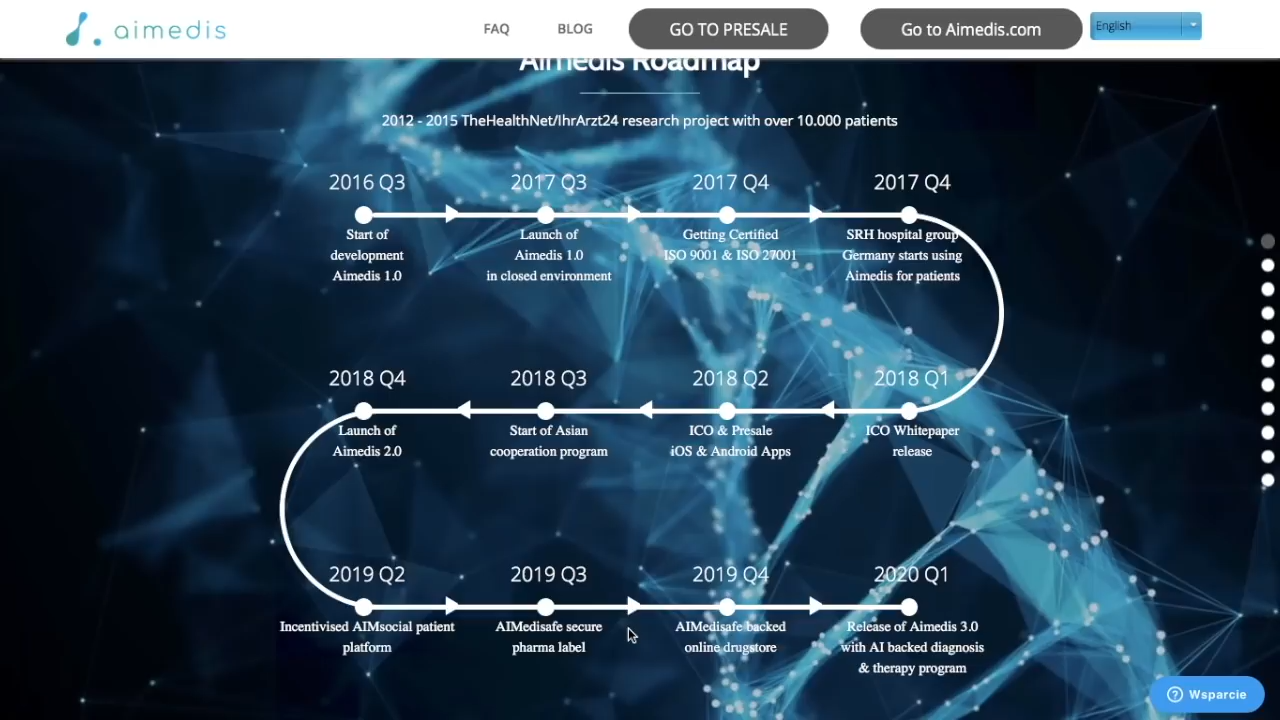 aimedis
FAQ
BLOG
GO TO PRESALE
Go to Aimedis.com
English
Aimedis Roadmap
2012 - 2015 TheHealthNet/IhrArzt24 research project with over 10.000 patients
2016 Q3
Start of
development
Aimedis 1.0
2017 Q3
Launch of
Aimedis 1.0
in closed environment
2017 Q4
Getting Certified
ISO 9001 & ISO 27001
2017 Q4
SRH hospital group
Germany starts using
Aimedis for patients
2018 Q4
Launch of
Aimedis 2.0
2018 Q3
Start of Asian
cooperation program
2018 Q2
ICO & Presale
iOS & Android Apps
2018 Q1
ICO Whitepaper
release
2019 Q2
Incentivised AIMsocial patient
platform
2019 Q3
AIMedisafe secure
pharma label
2019 Q4
AIMedisafe backed
online drugstore
2020 Q1
Release of Aimedis 3.0
with AI backed diagnosis
& therapy program
Wsparcie